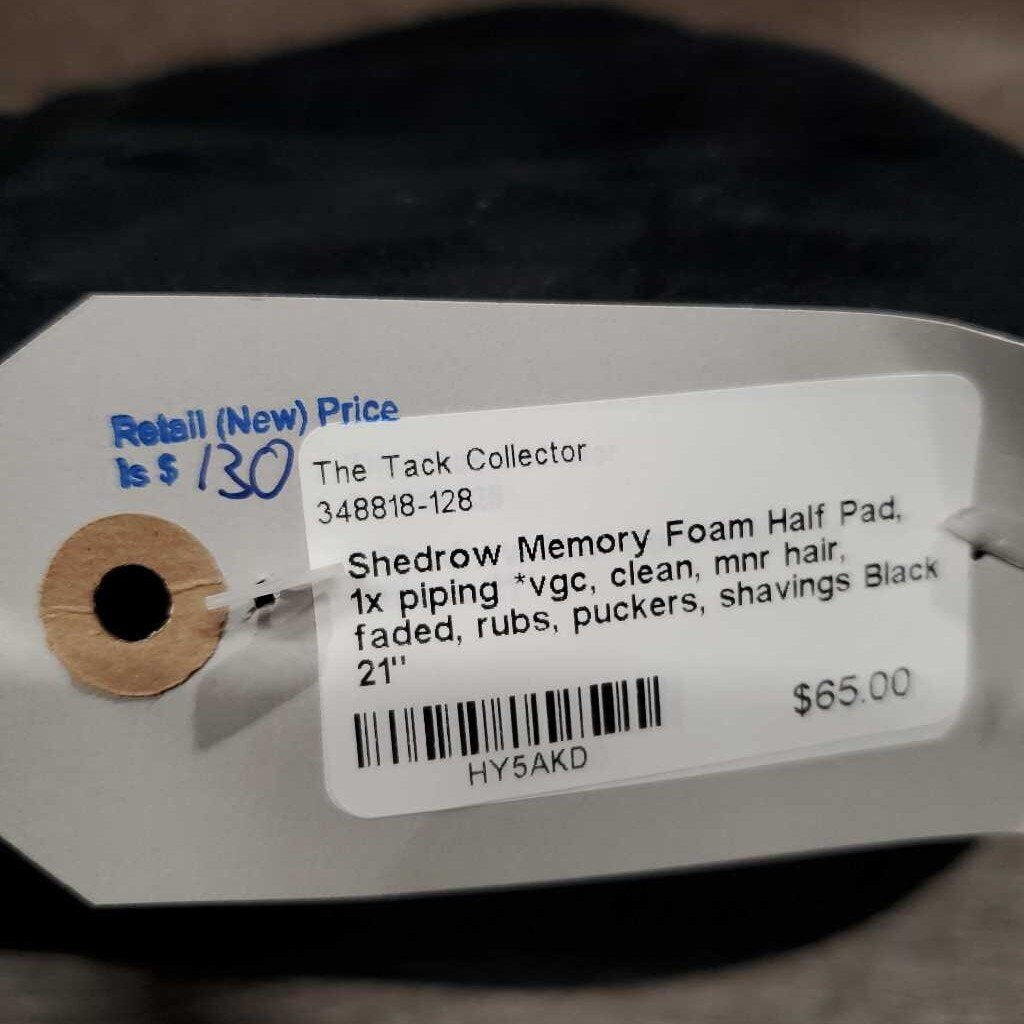 Retail (New) Price
Is $ 130
The Tack Collector
348818-128
Shedrow Memory Foam Half Pad,
1x piping *vgc, clean, mnr hair,
faded, rubs, puckers, shavings Black
21"
$65.00
HY5AKD